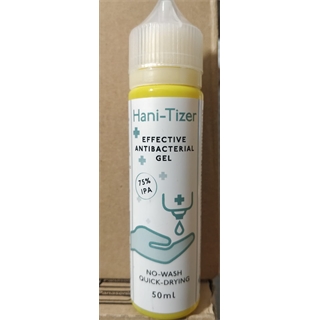 Hani-Tizer
EFFECTIVE
ANTIBACTERIAL
GEL
75%
IPA
NO-WASH
QUICK-DRYING
50ml